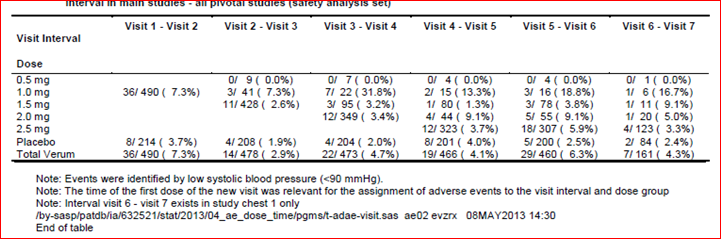 interval in main studies - all pivotal studies (safety analysis set)
Visit Interval Visit 1 - Visit 2 Visit 2 - Visit 3 Visit 3 - Visit 4 Visit 4 - Visit 5 Visit 5 - Visit 6 Visit 6 - Visit 7
Dose
0.5 mg 0/ 9 ( 0.0%) 0/ 7 ( 0.0%) 0/ 4 ( 0.0%) 0/ 4 ( 0.0%) 0/ 1 ( 0.0%)
1.0 mg 36/ 490 ( 7.3%) 3/ 41 ( 7.3%) 7/ 22 (31.8%) 2/ 15 (13.3%) 3/ 16 (18.8%) 1/ 6 (16.7%)
1.5 mg 11/ 428 ( 2.6%) 3/ 95 ( 3.2%) 1/ 80 ( 1.3%) 3/ 78 ( 3.8%) 1/ 11 ( 9.1%)
2.0 mg 12/ 349 ( 3.4%) 4/ 44 ( 9.1%) 5/ 55 ( 9.1%) 1/ 20 ( 5.0%)
2.5 mg 12/ 323 ( 3.7%) 18/ 307 ( 5.9%) 4/ 123 ( 3.3%)
Placebo 8/ 214 ( 3.7%) 4/ 208 ( 1.9%) 4/ 204 ( 2.0%) 8/ 201 ( 4.0%) 5/ 200 ( 2.5%) 2/ 84 ( 2.4%)
Total Verum 36/ 490 ( 7.3%) 14/ 478 ( 2.9%) 22/ 473 ( 4.7%) 19/ 466 ( 4.1%) 29/ 460 ( 6.3%) 7/ 161 ( 4.3%)
Note: Events were identified by low systolic blood pressure (<90 mmHg).
Note: The time of the first dose of the new visit was relevant for the assignment of adverse events to the visit interval and dose group
Note: Interval visit 6 - visit 7 exists in study chest 1 only
/by-sasp/patdb/ia/632521/stat/2013/04_ae_dose_time/pgms/t-adae-visit.sas ae02 evzrx 08MAY2013 14:30
End of table